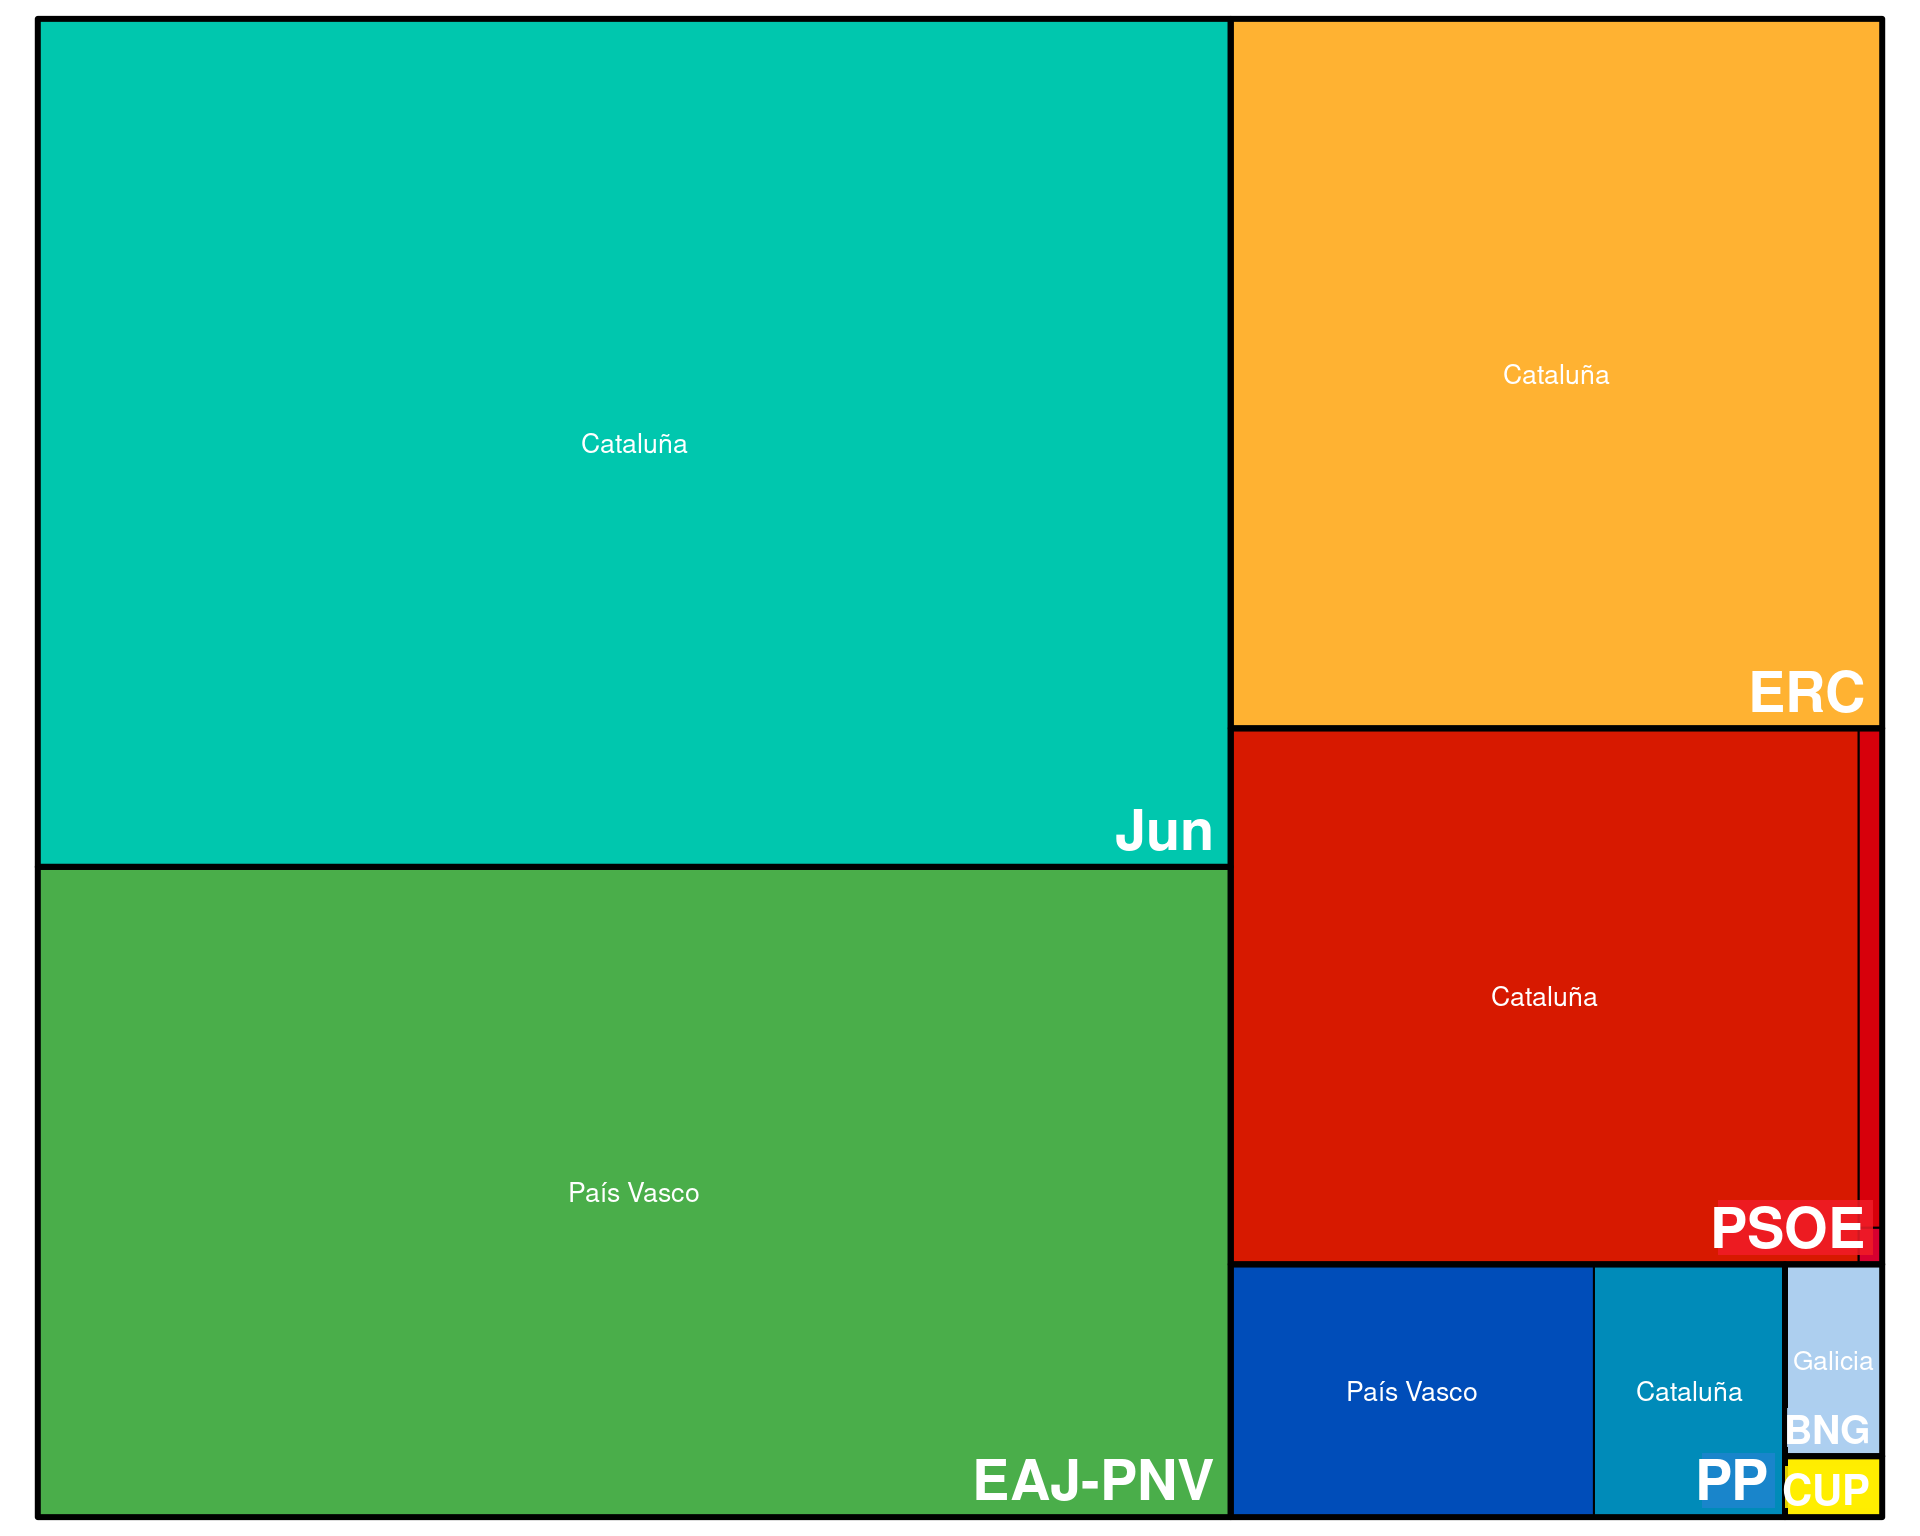 Cataluña
Jun
País Vasco
EAJ-PNV
Cataluña
ERC
Cataluña
PSOE
País Vasco
Cataluña
PP
Galicia
BNG
CUP